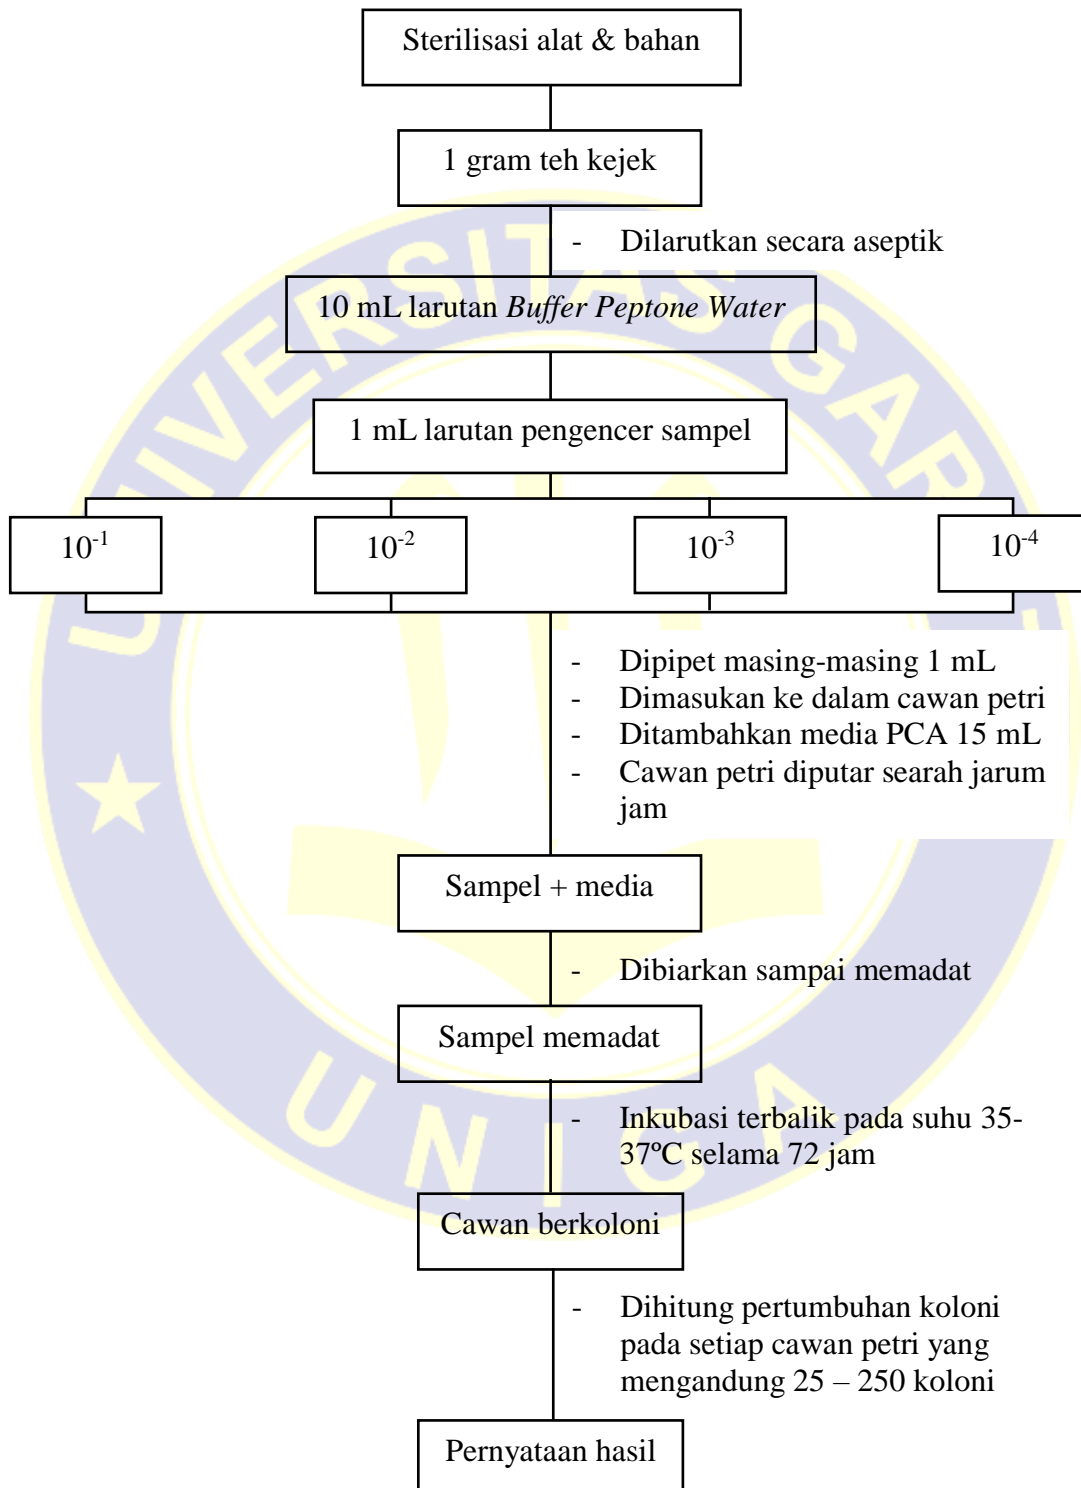 Sterilisasi alat & bahan
1 gram teh kejek
- Dilarutkan secara aseptik
10 mL larutan Buffer Peptone Water
1 mL larutan pengencer sampel
10-1
10-2
10-3
10-4
- Dipipet masing-masing 1 mL
- Dimasukan ke dalam cawan petri
- Ditambahkan media PCA 15 mL
- Cawan petri diputar searah jarum
jam
Sampel + media
- Dibiarkan sampai memadat
Sampel memadat
- Inkubasi terbalik pada suhu 35-
37ºC selama 72 jam
Cawan berkoloni
- Dihitung pertumbuhan koloni
pada setiap cawan petri yang
mengandung 25 – 250 koloni
Pernyataan hasil
UNIVERSITAS GAR
UNIGA